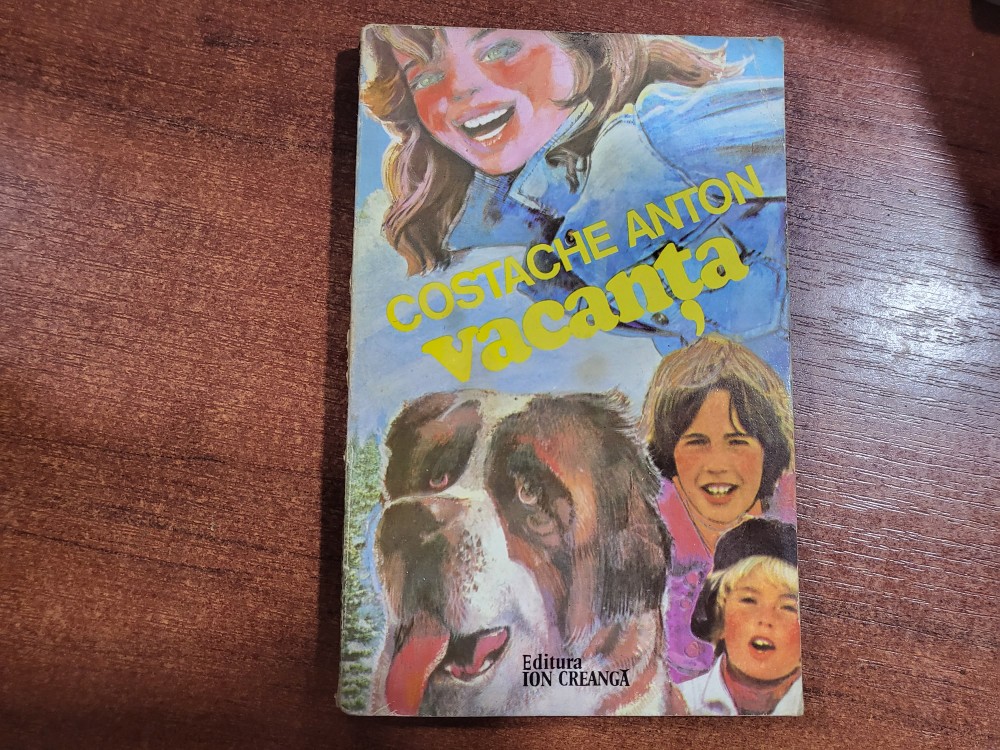 COSTACHE ANTON
vacanța
Editura
ION CREANGĂ